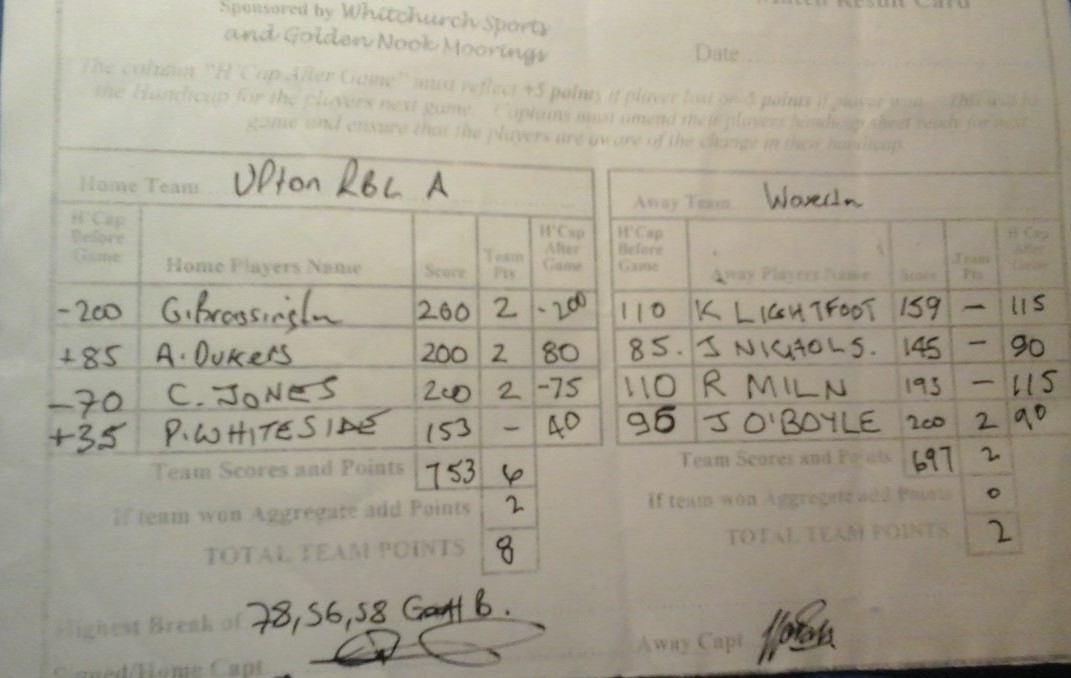 Match Result Card
Sponsored by Whitchurch Sports
and Golden Nook Moorings
Date
The column "H'Cap After Game" must reflect +5 points if player lost or -5 points if player won. This will be
the Handicap for the players next game. Captains must amend their players handicap sheet ready for next
game and ensure that the players are aware of the change in their handicap.
Home Team Upton RBL A Away Team
H'Cap Before Game Home Players Name Score Team Pts H'Cap After Game H'Cap Before Game Away Players Name Score Team Pts H'Cap After Game
-200 G. Brassington 200 2 -200 110 K LIGHTFOOT 159 - 115
+85 A. DUKERS 200 2 80 85. J NICHOLS. 145 - 90
-70 C. JONES 200 2 -75 110 R MILN 193 - 115
+35 P. WHITESIDE 153 - 40 95 J O'BOYLE 200 2 90
Team Scores and Points 753 6 Team Scores and Points 697 2
If team won Aggregate add Points 2 If team won Aggregate add Points 0
TOTAL TEAM POINTS 8 TOTAL TEAM POINTS 2
Highest Break of 78, 56, 58 B.
Signed/Home Capt Away Capt